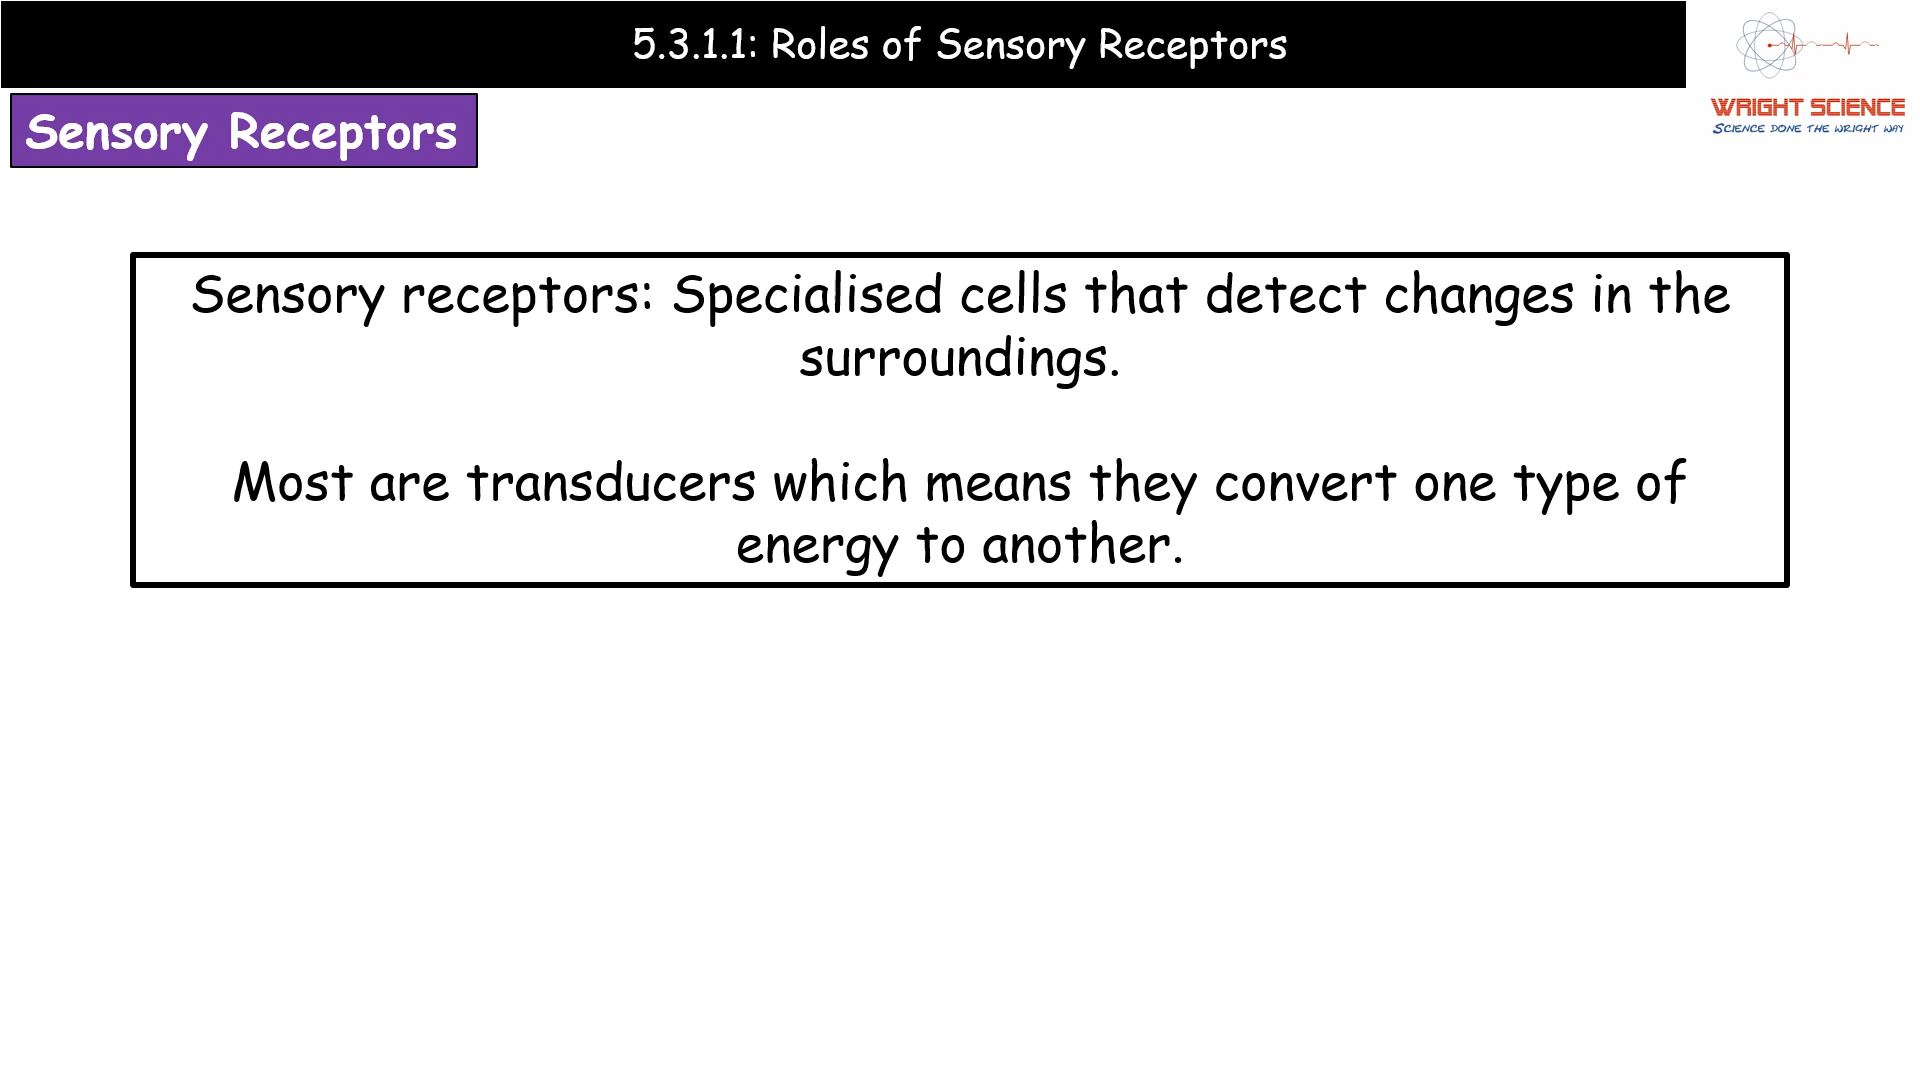 5.3.1.1: Roles of Sensory Receptors
WRIGHT SCIENCE
SCIENCE DONE THE WRIGHT WAY
Sensory Receptors
Sensory receptors: Specialised cells that detect changes in the
surroundings.
Most are transducers which means they convert one type of
energy to another.